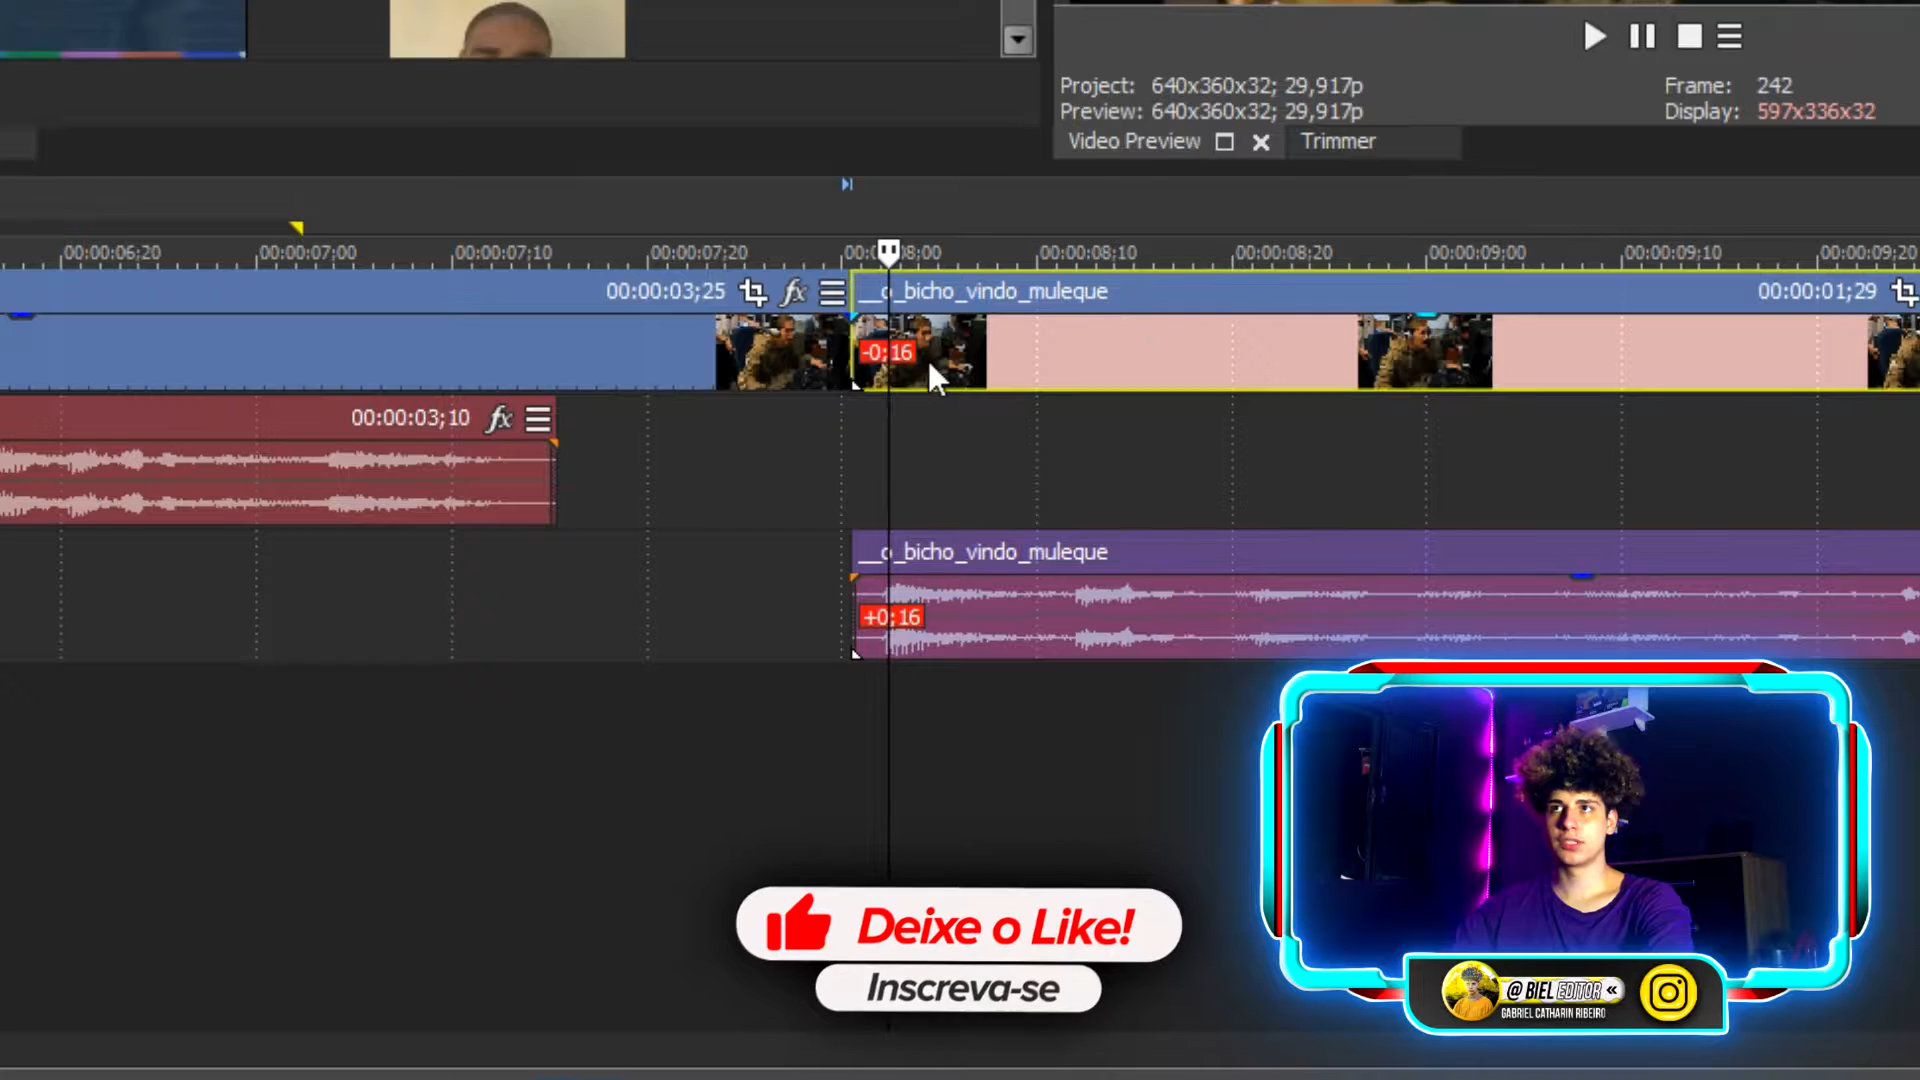 Project: 640x360x32; 29,917p
Frame: 242
Preview: 640x360x32; 29,917p
Display: 597x336x32
Video Preview
Trimmer
00:00:06;20
00:00:07;00
00:00:07;10
00:00:07;20
00:00:08:10
00:00:08;20
00:00:09;00
00:00:09;10
00:00:09;20
00:00:03;25
__o_bicho_vindo_muleque
00:00:01;29
-0;16
00:00:03;10
__o_bicho_vindo_muleque
+0;16
Deixe o Like!
Inscreva-se
@ BIEL EDITOR «
GABRIEL CATHARIN RIBEIRO